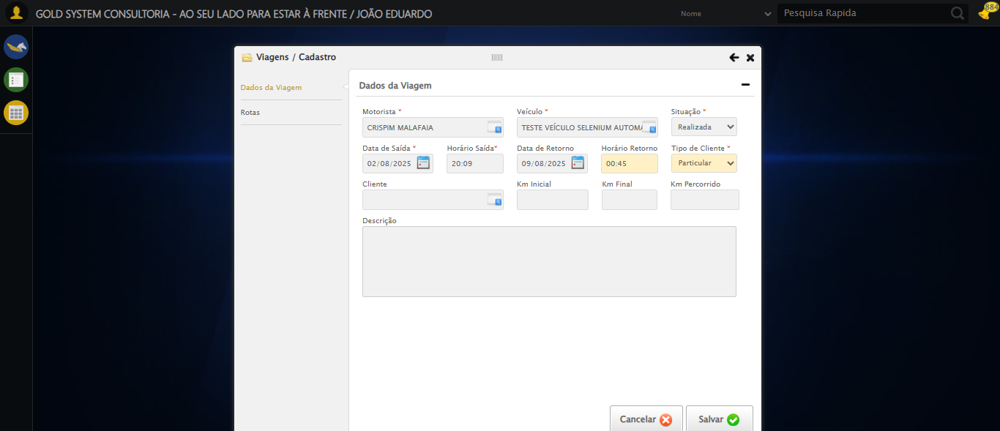 GOLD SYSTEM CONSULTORIA - AO SEU LADO PARA ESTAR À FRENTE / JOÃO EDUARDO
Nome
Pesquisa Rapida
884
Viagens / Cadastro
Dados da Viagem
Rotas
Dados da Viagem
Motorista * Veículo * Situação *
CRISPIM MALAFAIA TESTE VEÍCULO SELENIUM AUTOMA Realizada
Data de Saída * Horário Saída* Data de Retorno Horário Retorno Tipo de Cliente *
02/08/2025 20:09 09/08/2025 00:45 Particular
Cliente Km Inicial Km Final Km Percorrido
Descrição
Cancelar Salvar